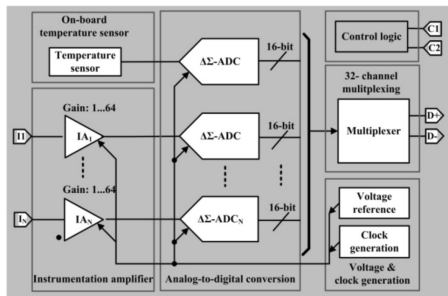 On-board
temperature sensor
Temperature
sensor
ΔΣ-ADC
16-bit
Control logic
C1
C2
32- channel
mulitplexing
Gain: 1...64
I1
IA1
ΔΣ-ADC
16-bit
Multiplexer
D+
D-
Gain: 1...64
IN
IAN
ΔΣ-ADCN
16-bit
Voltage
reference
Clock
generation
Instrumentation amplifier
Analog-to-digital conversion
Voltage &
clock generation